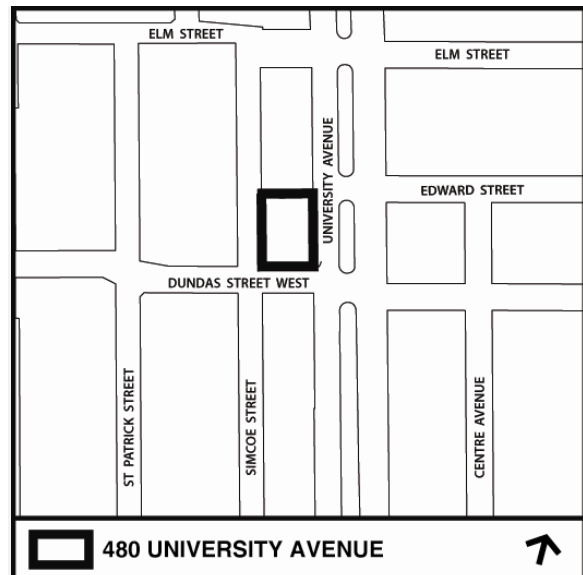 ELM STREET
ELM STREET
UNIVERSITY AVENUE
EDWARD STREET
DUNDAS STREET WEST
ST PATRICK STREET
SIMCOE STREET
CENTRE AVENUE
480 UNIVERSITY AVENUE